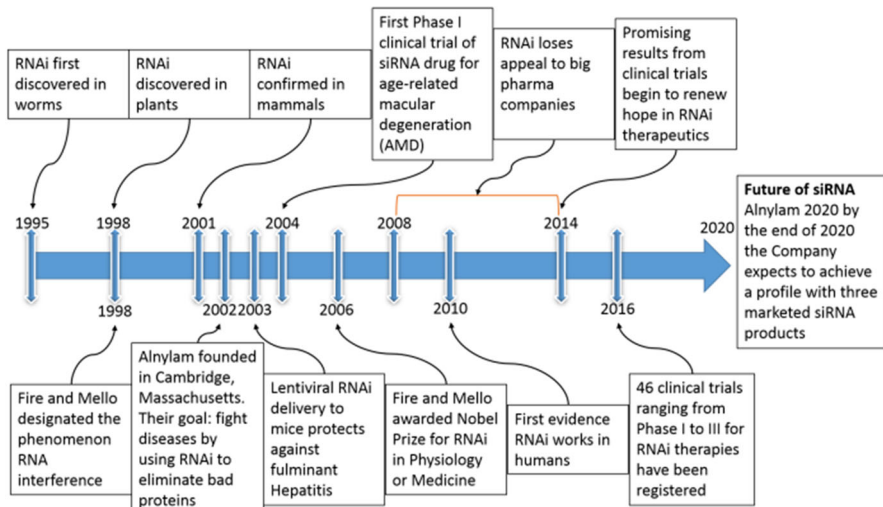 RNAi first
discovered in
worms
RNAi
discovered in
plants
RNAi
confirmed in
mammals
First Phase I
clinical trial of
siRNA drug for
age-related
macular
degeneration
(AMD)
RNAi loses
appeal to big
pharma
companies
Promising
results from
clinical trials
begin to renew
hope in RNAi
therapeutics
1995
1998
2001
2004
2008
2014
2020
Future of siRNA
Alnylam 2020 by
the end of 2020
the Company
expects to achieve
a profile with three
marketed siRNA
products
1998
2002
2003
2006
2010
2016
Fire and Mello
designated the
phenomenon
RNA
interference
Alnylam founded
in Cambridge,
Massachusetts.
Their goal: fight
diseases by
using RNAi to
eliminate bad
proteins
Lentiviral RNAi
delivery to
mice protects
against
fulminant
Hepatitis
Fire and Mello
awarded Nobel
Prize for RNAi
in Physiology
or Medicine
First evidence
RNAi works in
humans
46 clinical trials
ranging from
Phase I to III for
RNAi therapies
have been
registered